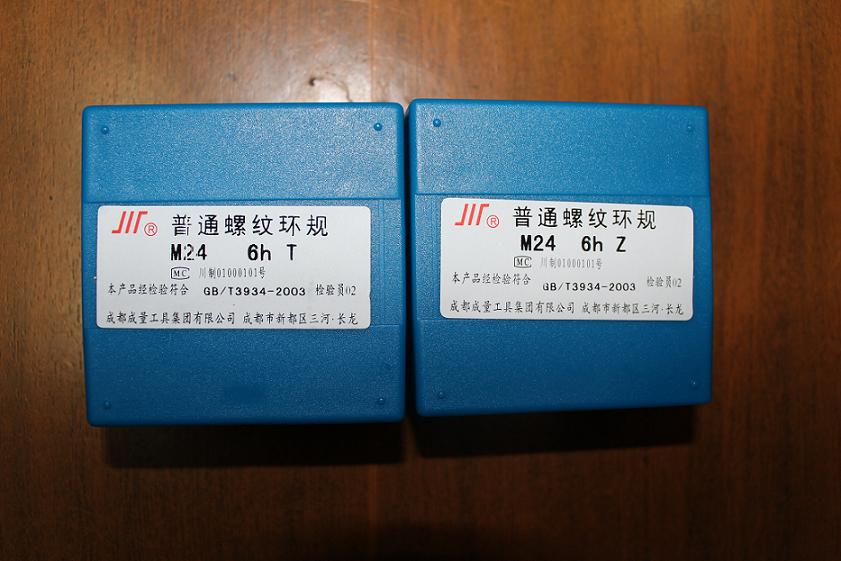 ® 普通螺纹环规
M24 6h T
MC 川制01000101号
本产品经检验符合 GB/T3934-2003 检验员02
成都成量工具集团有限公司 成都市新都区三河·长龙
® 普通螺纹环规
M24 6h Z
MC 川制01000101号
本产品经检验符合 GB/T3934-2003 检验员02
成都成量工具集团有限公司 成都市新都区三河·长龙